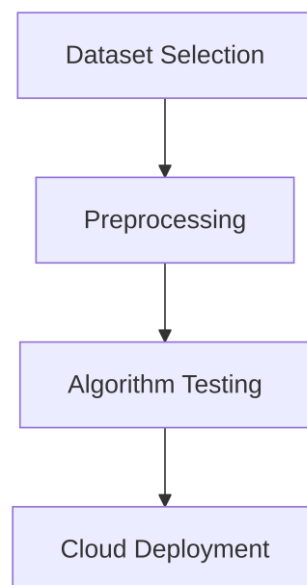 Dataset Selection
Preprocessing
Algorithm Testing
Cloud Deployment